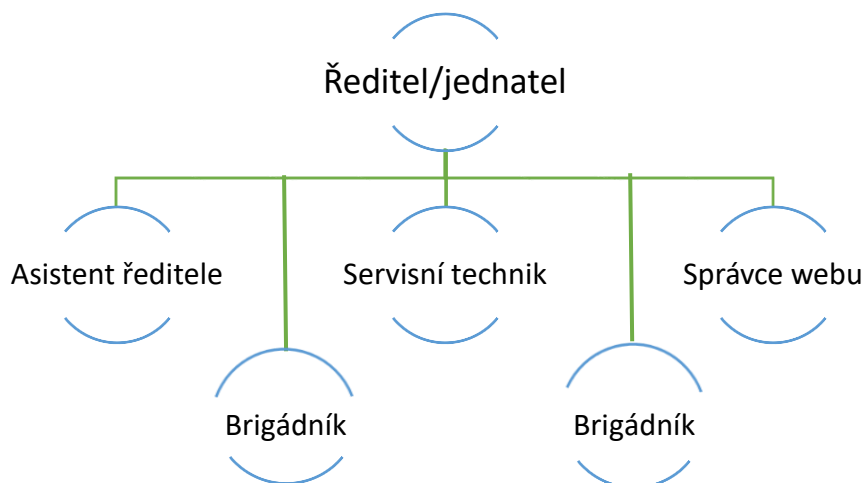 Ředitel/jednatel
Asistent ředitele
Servisní technik
Správce webu
Brigádník
Brigádník